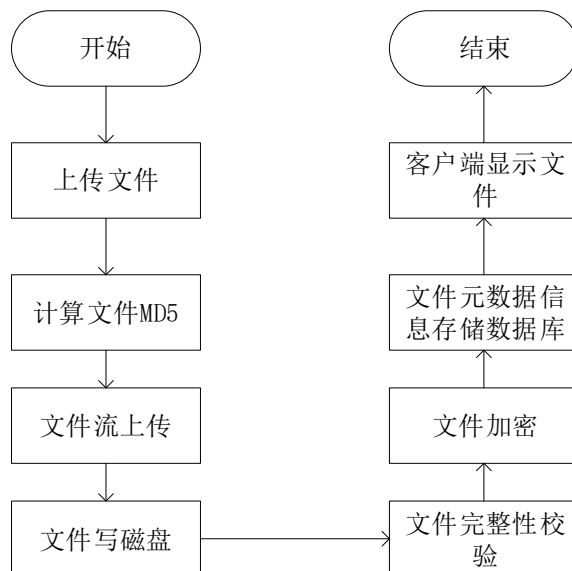 开始
上传文件
计算文件MD5
文件流上传
文件写磁盘
文件完整性校
验
文件加密
文件元数据信
息存储数据库
客户端显示文
件
结束